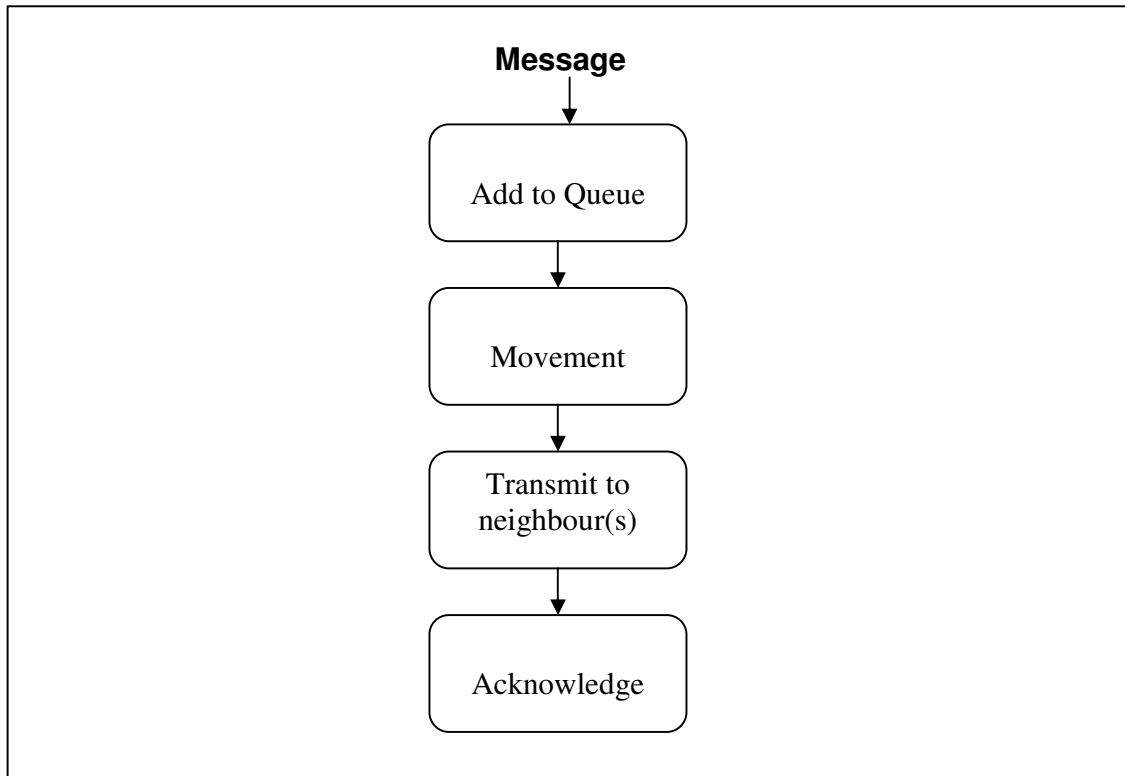 Message
Add to Queue
Movement
Transmit to
neighbour(s)
Acknowledge